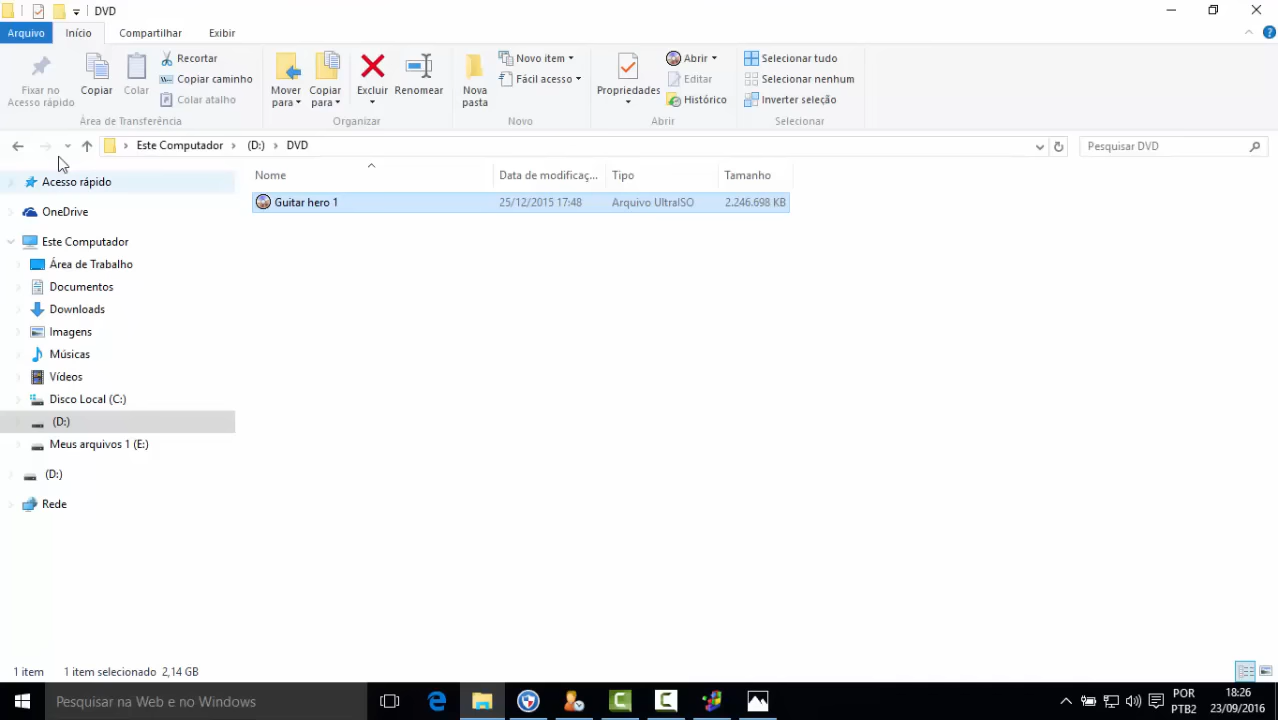 DVD
Arquivo Início Compartilhar Exibir
Fixar no Acesso rápido
Copiar
Colar
Recortar
Copiar caminho
Copiar atalho
Área de Transferência
Mover para
Copiar para
Excluir
Renomear
Organizar
Nova pasta
Novo item
Fácil acesso
Novo
Propriedades
Abrir
Editar
Histórico
Abrir
Selecionar tudo
Selecionar nenhum
Inverter seleção
Selecionar
Este Computador > (D:) > DVD
Pesquisar DVD
Nome Data de modificaç... Tipo Tamanho
Guitar hero 1 25/12/2015 17:48 Arquivo UltraISO 2.246.698 KB
Acesso rápido
OneDrive
Este Computador
Área de Trabalho
Documentos
Downloads
Imagens
Músicas
Vídeos
Disco Local (C:)
(D:)
Meus arquivos 1 (E:)
(D:)
Rede
1 item 1 item selecionado 2,14 GB
Pesquisar na Web e no Windows
POR
PTB2
18:26
23/09/2016